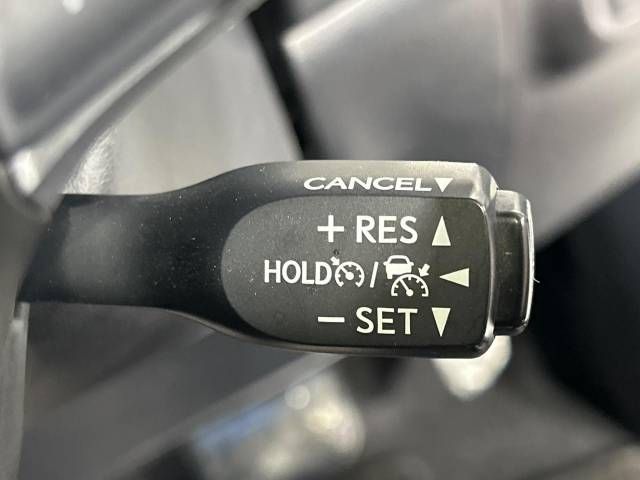 CANCEL▼
+ RES ▲
HOLD / ◀
− SET ▼